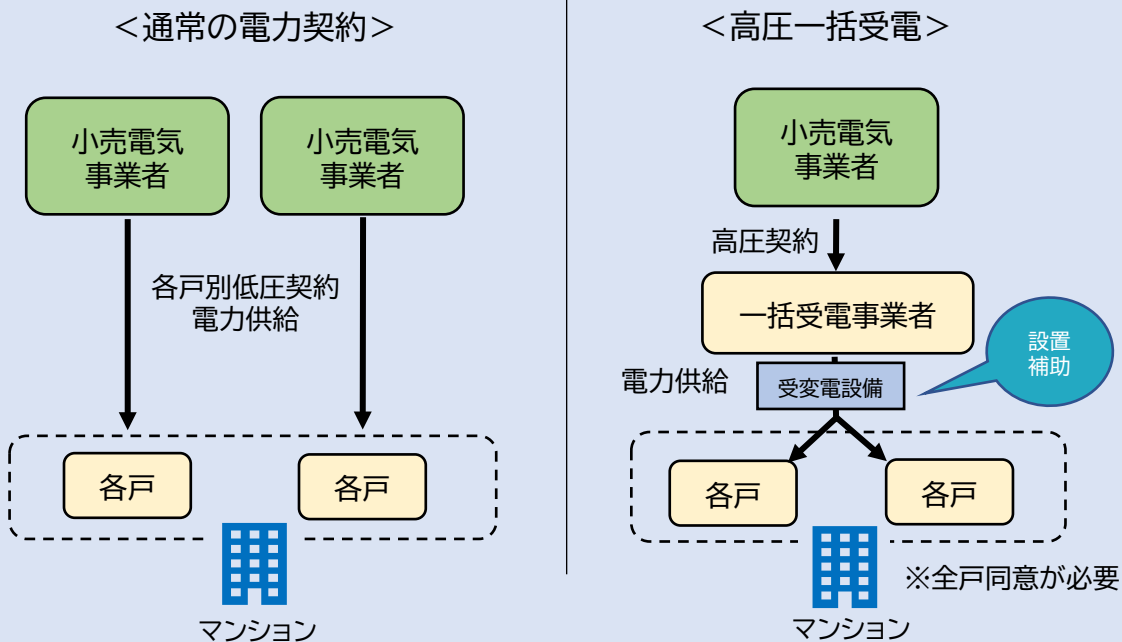 ＜通常の電力契約＞
小売電気
事業者
小売電気
事業者
各戸別低圧契約
電力供給
各戸
各戸
マンション
＜高圧一括受電＞
小売電気
事業者
高圧契約
一括受電事業者
設置
補助
電力供給
受変電設備
各戸
各戸
※全戸同意が必要
マンション